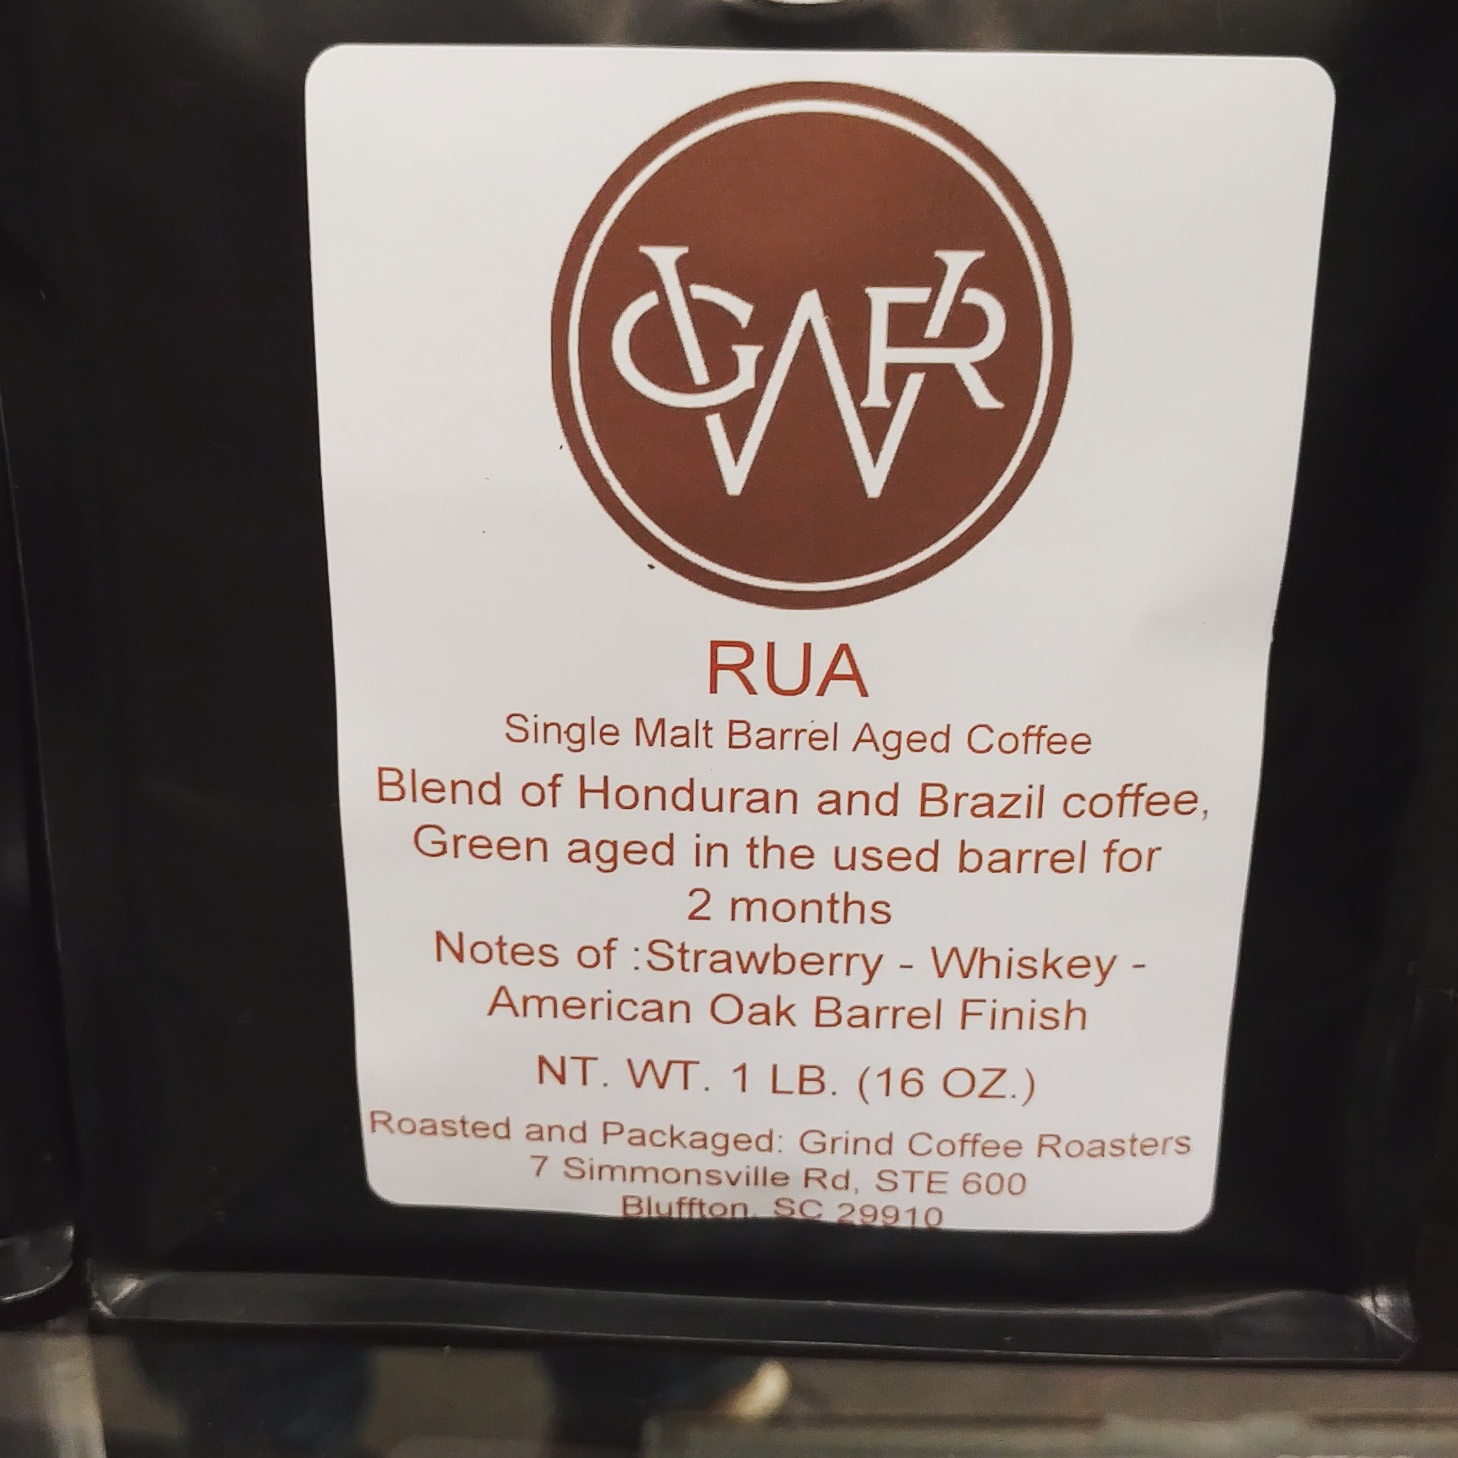 GWR
RUA
Single Malt Barrel Aged Coffee
Blend of Honduran and Brazil coffee,
Green aged in the used barrel for
2 months
Notes of :Strawberry - Whiskey -
American Oak Barrel Finish
NT. WT. 1 LB. (16 OZ.)
Roasted and Packaged: Grind Coffee Roasters
7 Simmonsville Rd, STE 600
Bluffton, SC 29910